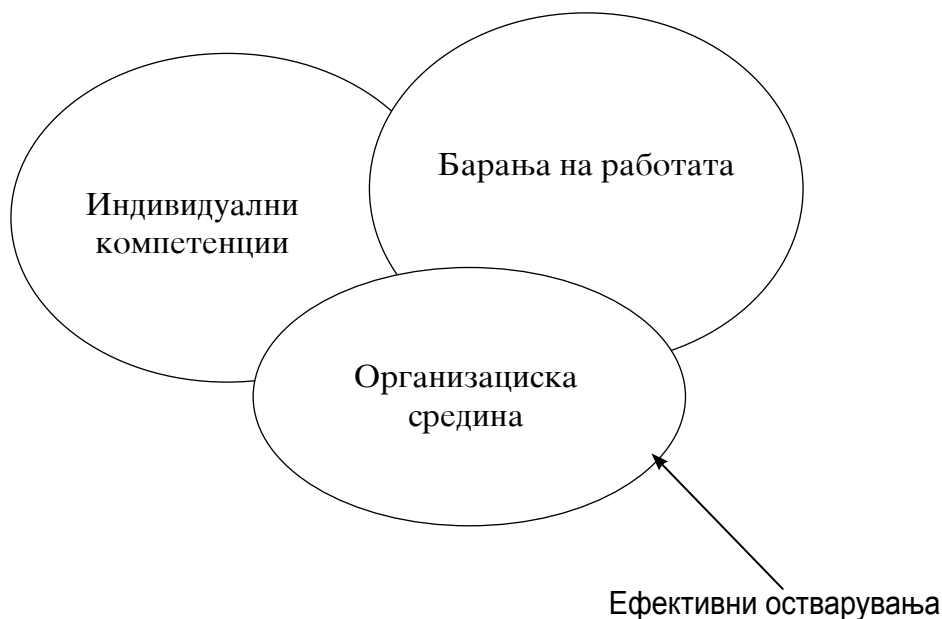 Индивидуални
компетенции
Барања на работата
Организациска
средина
Ефективни остварувања